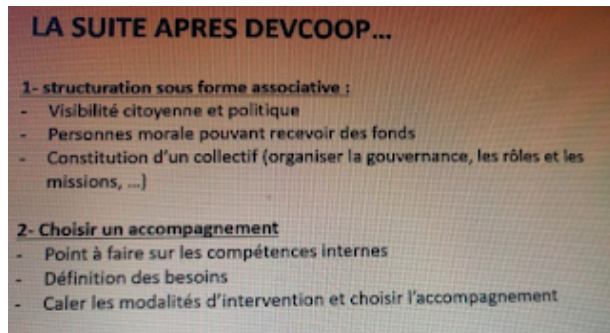 LA SUITE APRES DEVCOOP...
1- structuration sous forme associative :
- Visibilité citoyenne et politique
- Personnes morale pouvant recevoir des fonds
- Constitution d'un collectif (organiser la gouvernance, les rôles et les
missions, ...)
2- Choisir un accompagnement
- Point à faire sur les compétences internes
- Définition des besoins
- Caler les modalités d'intervention et choisir l'accompagnement